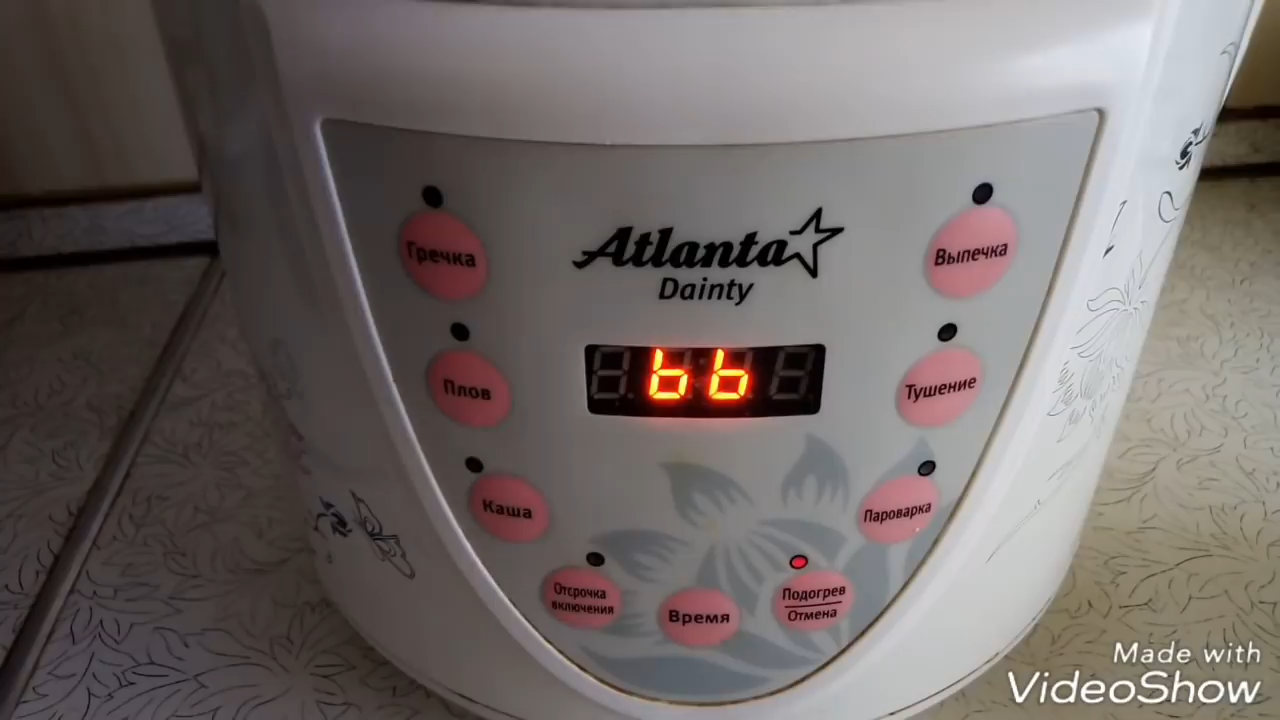 Atlanta
Dainty
Гречка
Выпечка
bb
Плов
Тушение
Каша
Пароварка
Отсрочка
включения
Время
Подогрев
Отмена
Made with
VideoShow